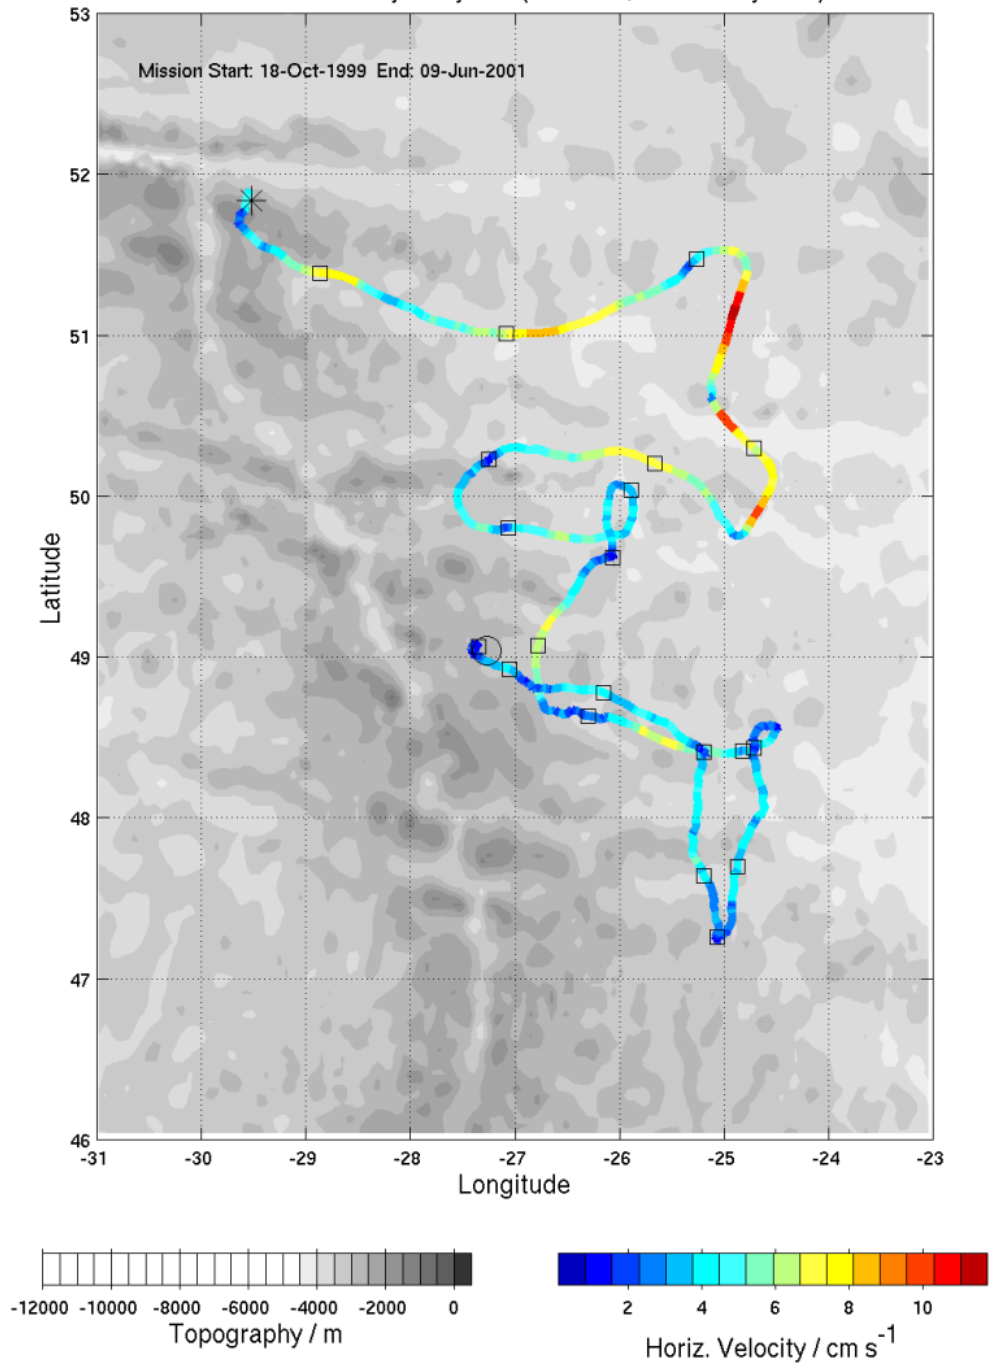 Mission Start: 18-Oct-1999 End: 09-Jun-2001
53
52
51
50
49
48
47
46
Latitude
-31 -30 -29 -28 -27 -26 -25 -24 -23
Longitude
-12000 -10000 -8000 -6000 -4000 -2000 0
Topography / m
2 4 6 8 10
Horiz. Velocity / cm s⁻¹